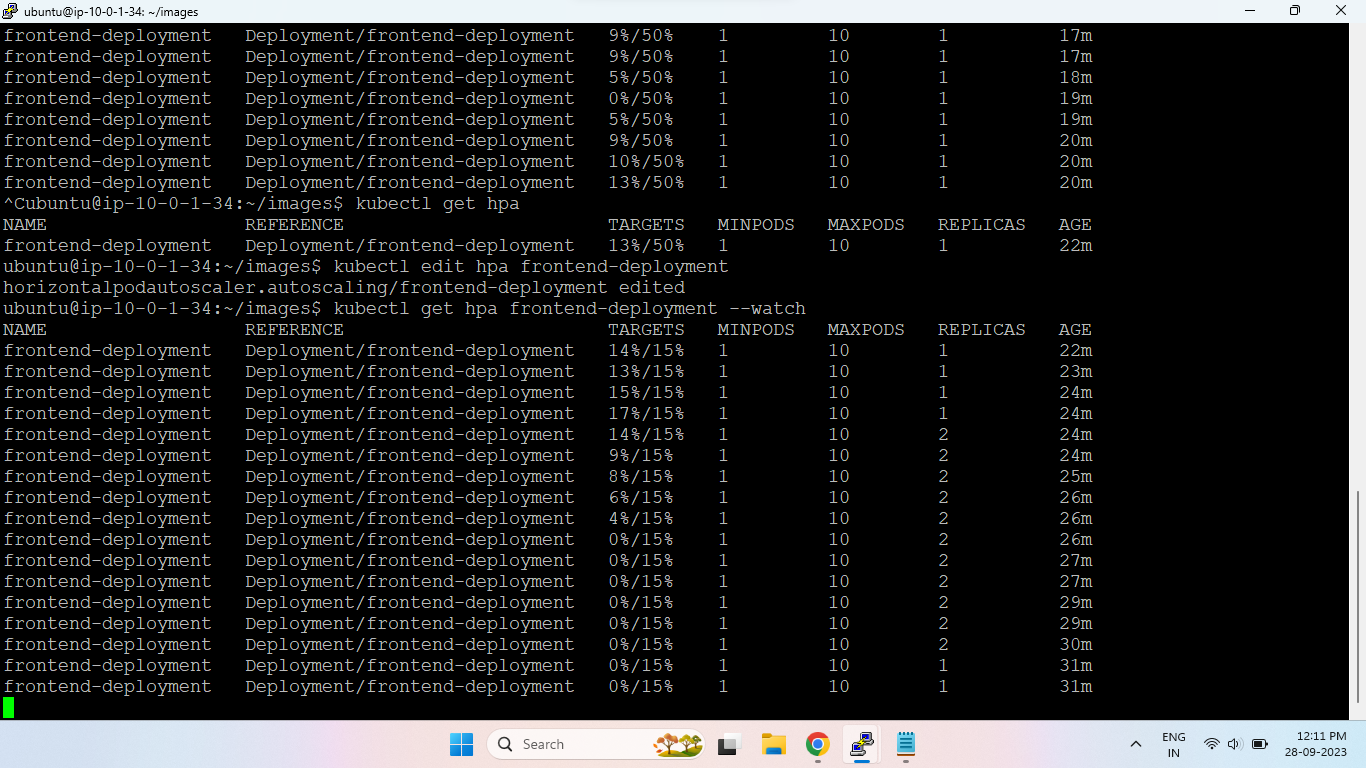 ubuntu@ip-10-0-1-34: ~/images
frontend-deployment Deployment/frontend-deployment 9%/50% 1 10 1 17m
frontend-deployment Deployment/frontend-deployment 9%/50% 1 10 1 17m
frontend-deployment Deployment/frontend-deployment 5%/50% 1 10 1 18m
frontend-deployment Deployment/frontend-deployment 0%/50% 1 10 1 19m
frontend-deployment Deployment/frontend-deployment 5%/50% 1 10 1 19m
frontend-deployment Deployment/frontend-deployment 9%/50% 1 10 1 20m
frontend-deployment Deployment/frontend-deployment 10%/50% 1 10 1 20m
frontend-deployment Deployment/frontend-deployment 13%/50% 1 10 1 20m
^Cubuntu@ip-10-0-1-34:~/images$ kubectl get hpa
NAME REFERENCE TARGETS MINPODS MAXPODS REPLICAS AGE
frontend-deployment Deployment/frontend-deployment 13%/50% 1 10 1 22m
ubuntu@ip-10-0-1-34:~/images$ kubectl edit hpa frontend-deployment
horizontalpodautoscaler.autoscaling/frontend-deployment edited
ubuntu@ip-10-0-1-34:~/images$ kubectl get hpa frontend-deployment --watch
NAME REFERENCE TARGETS MINPODS MAXPODS REPLICAS AGE
frontend-deployment Deployment/frontend-deployment 14%/15% 1 10 1 22m
frontend-deployment Deployment/frontend-deployment 13%/15% 1 10 1 23m
frontend-deployment Deployment/frontend-deployment 15%/15% 1 10 1 24m
frontend-deployment Deployment/frontend-deployment 17%/15% 1 10 1 24m
frontend-deployment Deployment/frontend-deployment 14%/15% 1 10 2 24m
frontend-deployment Deployment/frontend-deployment 9%/15% 1 10 2 24m
frontend-deployment Deployment/frontend-deployment 8%/15% 1 10 2 25m
frontend-deployment Deployment/frontend-deployment 6%/15% 1 10 2 26m
frontend-deployment Deployment/frontend-deployment 4%/15% 1 10 2 26m
frontend-deployment Deployment/frontend-deployment 0%/15% 1 10 2 26m
frontend-deployment Deployment/frontend-deployment 0%/15% 1 10 2 27m
frontend-deployment Deployment/frontend-deployment 0%/15% 1 10 2 27m
frontend-deployment Deployment/frontend-deployment 0%/15% 1 10 2 29m
frontend-deployment Deployment/frontend-deployment 0%/15% 1 10 2 29m
frontend-deployment Deployment/frontend-deployment 0%/15% 1 10 2 30m
frontend-deployment Deployment/frontend-deployment 0%/15% 1 10 1 31m
frontend-deployment Deployment/frontend-deployment 0%/15% 1 10 1 31m
Search
ENG
IN
12:11 PM
28-09-2023